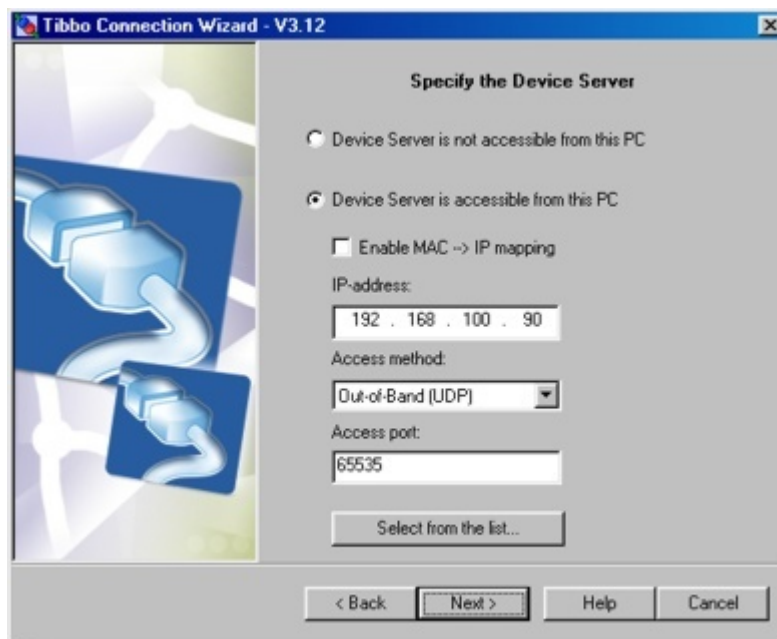 Tibbo Connection Wizard - V3.12
Specify the Device Server
Device Server is not accessible from this PC
Device Server is accessible from this PC
Enable MAC --> IP mapping
IP-address:
192 . 168 . 100 . 90
Access method:
Out-of-Band (UDP)
Access port:
65535
Select from the list...
< Back Next > Help Cancel